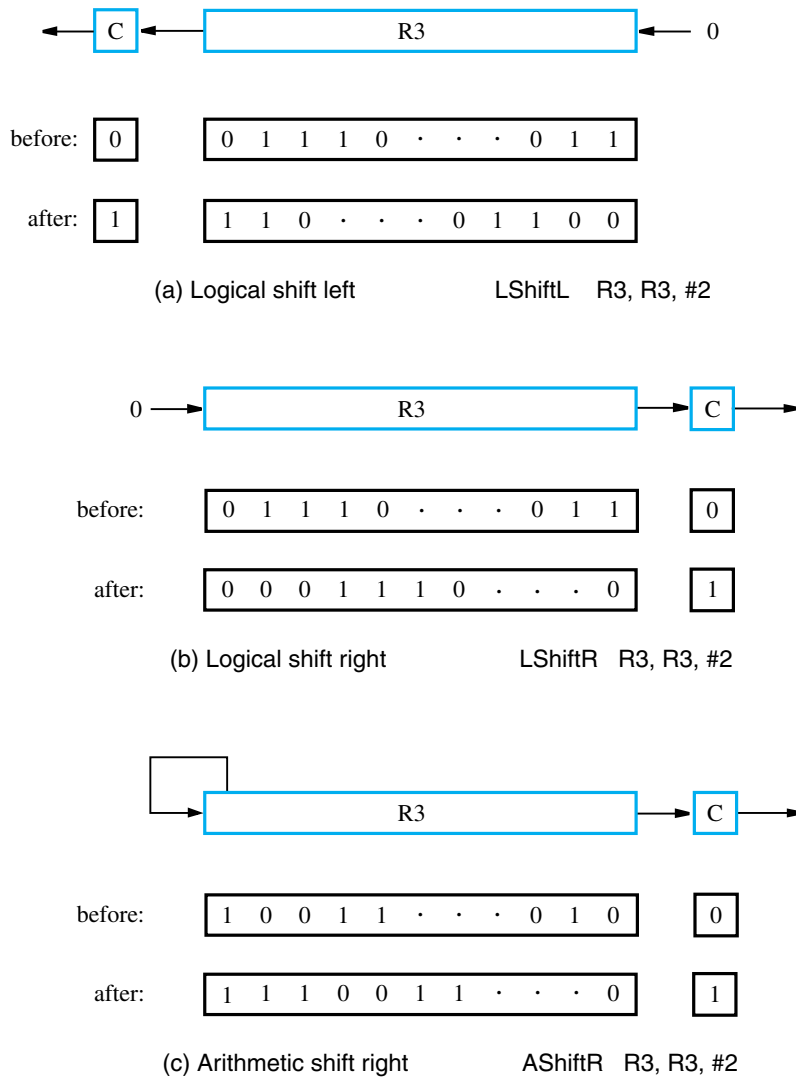 C R3 0
before: 0 0 1 1 1 0 · · · 0 1 1
after: 1 1 1 0 · · · 0 1 1 0 0
(a) Logical shift left LShiftL R3, R3, #2
0 R3 C
before: 0 1 1 1 0 · · · 0 1 1 0
after: 0 0 0 1 1 1 0 · · · 0 1
(b) Logical shift right LShiftR R3, R3, #2
R3 C
before: 1 0 0 1 1 · · · 0 1 0 0
after: 1 1 1 0 0 1 1 · · · 0 1
(c) Arithmetic shift right AShiftR R3, R3, #2